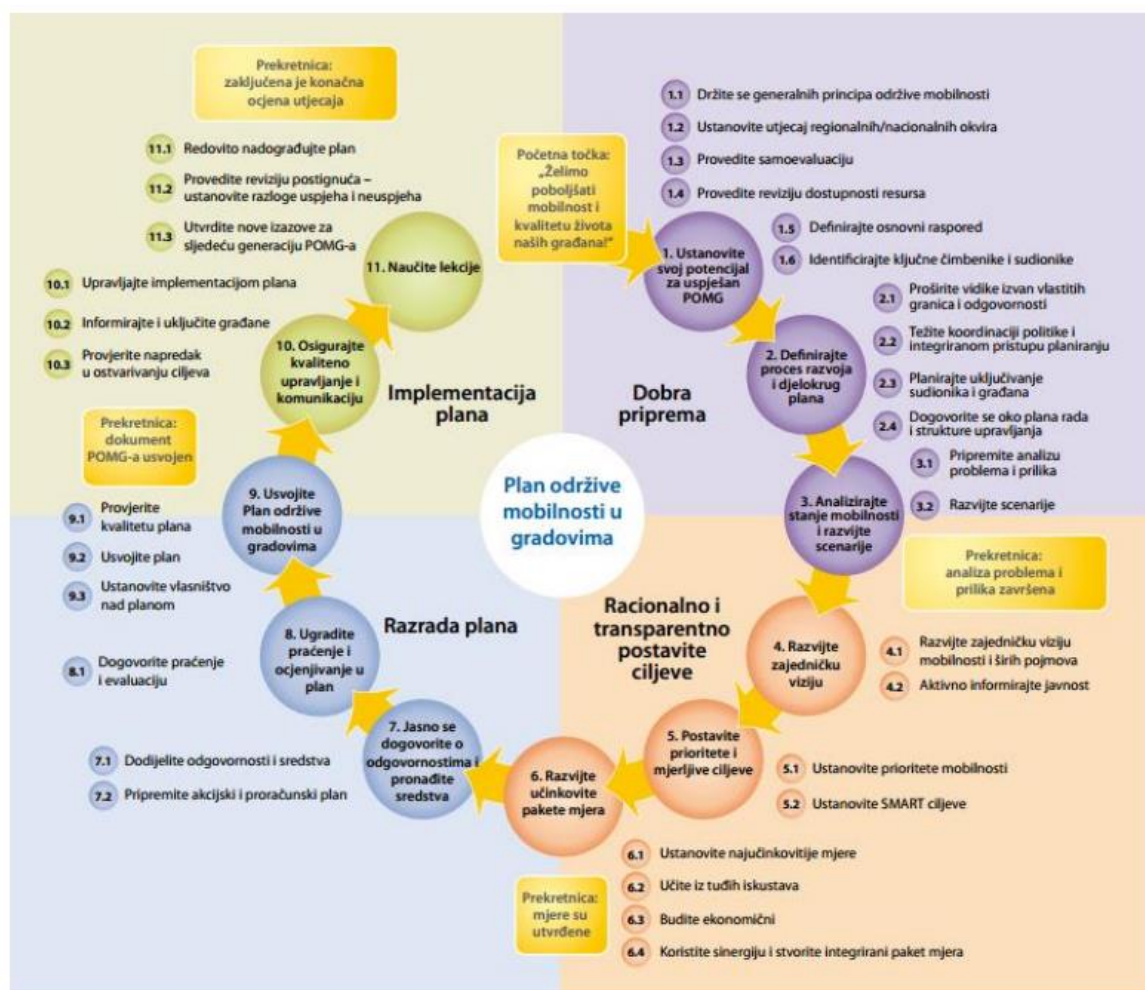 Početna točka:
„Želimo
poboljšati
mobilnost i
kvalitetu života
naših građana!“
1.1 Držite se generalnih principa održive mobilnosti
1.2 Ustanovite utjecaj regionalnih/nacionalnih okvira
1.3 Provedite samoevaluaciju
1.4 Provedite reviziju dostupnosti resursa
1.5 Definirajte osnovni raspored
1.6 Identificirajte ključne čimbenike i sudionike
1. Ustanovite
svoj potencijal
za uspješan
POMG
2.1 Proširite vidike izvan vlastitih
granica i odgovornosti
2.2 Težite koordinaciji politike i
integriranom pristupu planiranju
2.3 Planirajte uključivanje
sudionika i građana
2.4 Dogovorite se oko plana rada
i strukture upravljanja
2. Definirajte
proces razvoja
i djelokrug
plana
Dobra
priprema
3.1 Pripremite analizu
problema i prilika
3.2 Razvijte scenarije
3. Analizirajte
stanje mobilnosti
i razvijte
scenarije
Prekretnica:
analiza problema i
prilika završena
Plan održive
mobilnosti u
gradovima
Racionalno i
transparentno
postavite
ciljeve
4. Razvijte
zajedničku
viziju
4.1 Razvijte zajedničku viziju
mobilnosti i širih pojmova
4.2 Aktivno informirajte javnost
5. Postavite
prioritete i
mjerljive ciljeve
5.1 Ustanovite prioritete mobilnosti
5.2 Ustanovite SMART ciljeve
6. Razvijte
učinkovite
pakete mjera
6.1 Ustanovite najučinkovitije mjere
6.2 Učite iz tuđih iskustava
6.3 Budite ekonomični
6.4 Koristite sinergiju i stvorite integrirani paket mjera
Prekretnica:
mjere su
utvrđene
7. Jasno se
dogovorite o
odgovornostima i
pronađite
sredstva
7.1 Dodijelite odgovornosti i sredstva
7.2 Pripremite akcijski i proračunski plan
Razrada plana
8. Ugradite
praćenje i
ocjenjivanje u
plan
8.1 Dogovorite praćenje
i evaluaciju
9. Usvojite
Plan održive
mobilnosti u
gradovima
9.1 Provjerite
kvalitetu plana
9.2 Usvojite plan
9.3 Ustanovite vlasništvo
nad planom
Prekretnica:
dokument
POMG-a usvojen
Implementacija
plana
10. Osigurajte
kvaliteno
upravljanje i
komunikaciju
10.1 Upravljajte implementacijom plana
10.2 Informirajte i uključite građane
10.3 Provjerite napredak
u ostvarivanju ciljeva
11. Naučite lekcije
11.1 Redovito nadograđujte plan
11.2 Provedite reviziju postignuća –
ustanovite razloge uspjeha i neuspjeha
11.3 Utvrdite nove izazove za
sljedeću generaciju POMG-a
Prekretnica:
zaključena je konačna
ocjena utjecaja